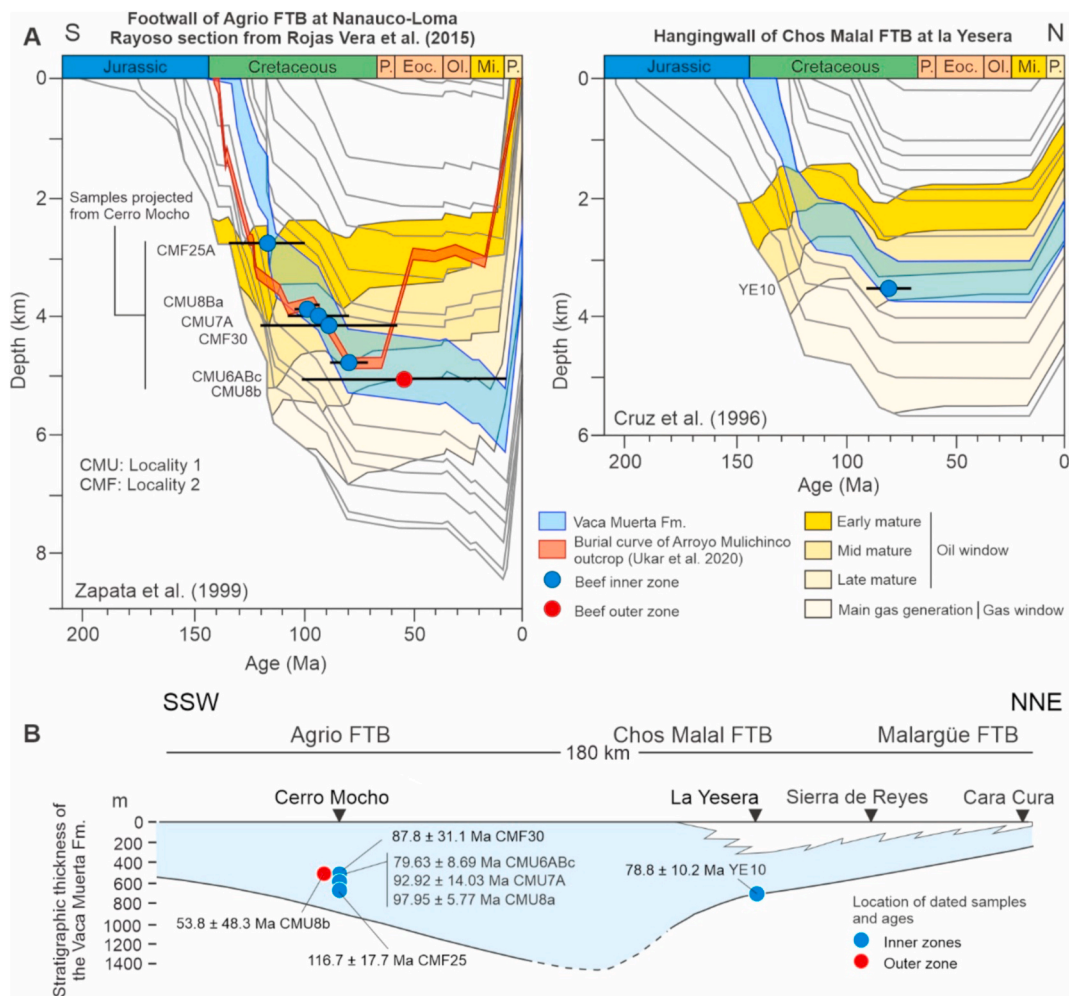 A
S
Footwall of Agrio FTB at Nanauco-Loma
Rayoso section from Rojas Vera et al. (2015)
Jurassic
Cretaceous
P.
Eoc.
Ol.
Mi.
P.
0
2
4
6
8
Depth (km)
Samples projected
from Cerro Mocho
CMF25A
CMU8Ba
CMU7A
CMF30
CMU6ABc
CMU8b
CMU: Locality 1
CMF: Locality 2
Zapata et al. (1999)
200
150
100
50
0
Age (Ma)
Hangingwall of Chos Malal FTB at la Yesera
N
Jurassic
Cretaceous
P.
Eoc.
Ol.
Mi.
P.
0
2
4
6
Depth (km)
YE10
Cruz et al. (1996)
200
150
100
50
0
Age (Ma)
Vaca Muerta Fm.
Burial curve of Arroyo Mulichinco
outcrop (Ukar et al. 2020)
Beef inner zone
Beef outer zone
Early mature
Mid mature
Late mature
Oil window
Main gas generation
Gas window
SSW
NNE
B
Agrio FTB
Chos Malal FTB
Malargüe FTB
180 km
Cerro Mocho
La Yesera
Sierra de Reyes
Cara Cura
Stratigraphic thickness of
the Vaca Muerta Fm.
m
0
200
400
600
800
1000
1200
1400
87.8 ± 31.1 Ma CMF30
79.63 ± 8.69 Ma CMU6ABc
92.92 ± 14.03 Ma CMU7A
97.95 ± 5.77 Ma CMU8a
53.8 ± 48.3 Ma CMU8b
116.7 ± 17.7 Ma CMF25
78.8 ± 10.2 Ma YE10
Location of dated samples
and ages
Inner zones
Outer zone